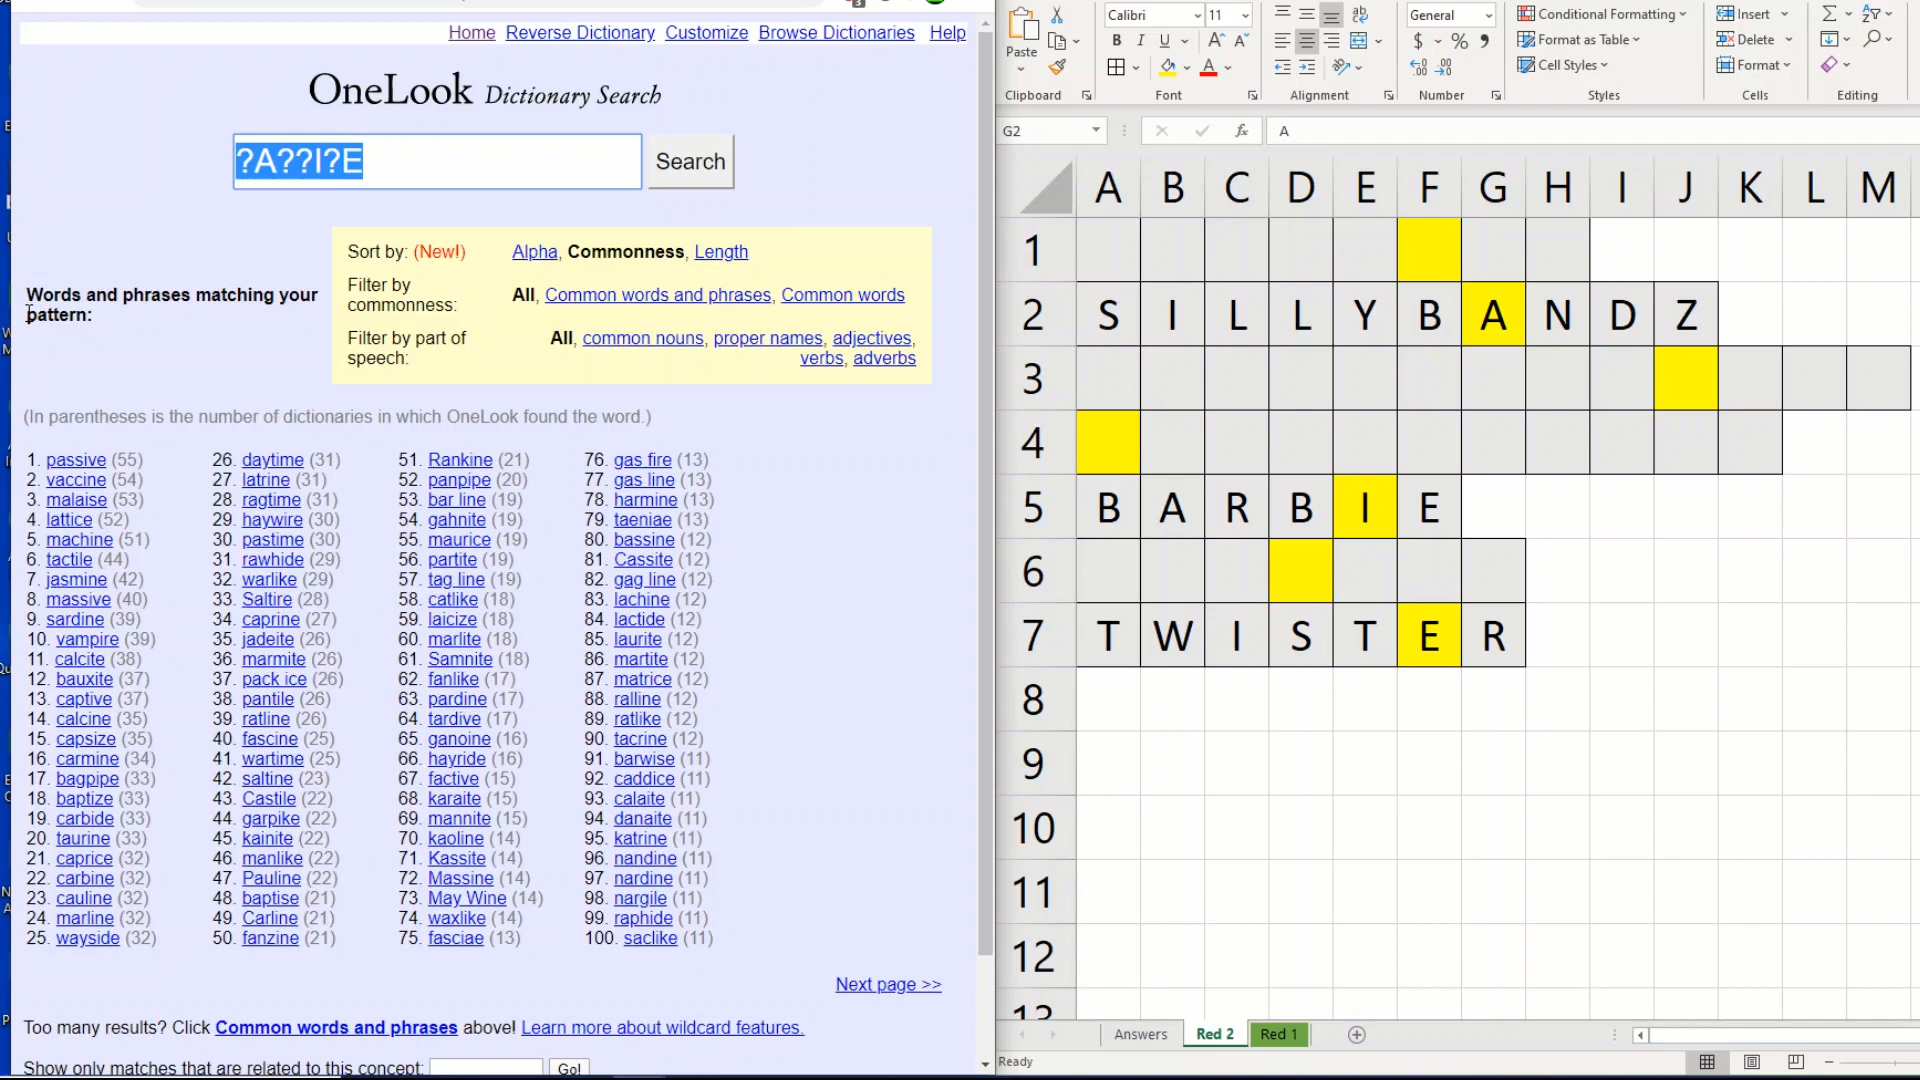 Home Reverse Dictionary Customize Browse Dictionaries Help
OneLook Dictionary Search
?A??I?E
Search
Words and phrases matching your pattern:
Sort by: (New!) Alpha, Commonness, Length
Filter by commonness: All, Common words and phrases, Common words
Filter by part of speech: All, common nouns, proper names, adjectives, verbs, adverbs
(In parentheses is the number of dictionaries in which OneLook found the word.)
1. passive (55)
2. vaccine (54)
3. malaise (53)
4. lattice (52)
5. machine (51)
6. tactile (44)
7. jasmine (42)
8. massive (40)
9. sardine (39)
10. vampire (39)
11. calcite (38)
12. bauxite (37)
13. captive (37)
14. calcine (35)
15. capsize (35)
16. carmine (34)
17. bagpipe (33)
18. baptize (33)
19. carbide (33)
20. taurine (33)
21. caprice (32)
22. carbine (32)
23. cauline (32)
24. marline (32)
25. wayside (32)
26. daytime (31)
27. latrine (31)
28. ragtime (31)
29. haywire (30)
30. pastime (30)
31. rawhide (29)
32. warlike (29)
33. Saltire (28)
34. caprine (27)
35. jadeite (26)
36. marmite (26)
37. pack ice (26)
38. pantile (26)
39. ratline (26)
40. fascine (25)
41. wartime (25)
42. saltine (23)
43. Castile (22)
44. garpike (22)
45. kainite (22)
46. manlike (22)
47. Pauline (22)
48. baptise (21)
49. Carline (21)
50. fanzine (21)
51. Rankine (21)
52. panpipe (20)
53. bar line (19)
54. gahnite (19)
55. maurice (19)
56. partite (19)
57. tag line (19)
58. catlike (18)
59. laicize (18)
60. marlite (18)
61. Samnite (18)
62. fanlike (17)
63. pardine (17)
64. tardive (17)
65. ganoine (16)
66. hayride (16)
67. factive (15)
68. karaite (15)
69. mannite (15)
70. kaoline (14)
71. Kassite (14)
72. Massine (14)
73. May Wine (14)
74. waxlike (14)
75. fasciae (13)
76. gas fire (13)
77. gas line (13)
78. harmine (13)
79. taeniae (13)
80. bassine (12)
81. Cassite (12)
82. gag line (12)
83. lachine (12)
84. lactide (12)
85. laurite (12)
86. martite (12)
87. matrice (12)
88. ralline (12)
89. ratlike (12)
90. tacrine (12)
91. barwise (11)
92. caddice (11)
93. calaite (11)
94. danaite (11)
95. katrine (11)
96. nandine (11)
97. nardine (11)
98. nargile (11)
99. raphide (11)
100. saclike (11)
Next page >>
Too many results? Click Common words and phrases above! Learn more about wildcard features.
Show only matches that are related to this concept: Go!
Paste
Calibri 11
B I U A A
General
$ % 9
Conditional Formatting
Format as Table
Cell Styles
Insert
Delete
Format
Clipboard Font Alignment Number Styles Cells Editing
G2 fx A
A B C D E F G H I J K L M
1
2 S I L L Y B A N D Z
3
4
5 B A R B I E
6
7 T W I S T E R
8
9
10
11
12
13
Answers Red 2 Red 1
Ready